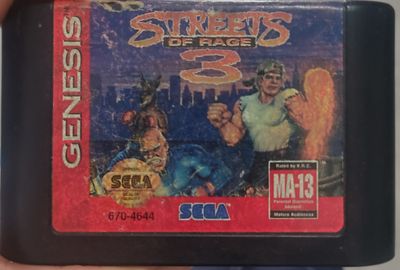 GENESIS
STREETS
OF RAGE
3
SEGA
670-4644
SEGA
Rated by V.R.C.
MA-13
Parental Discretion
Advised
Mature Audiences